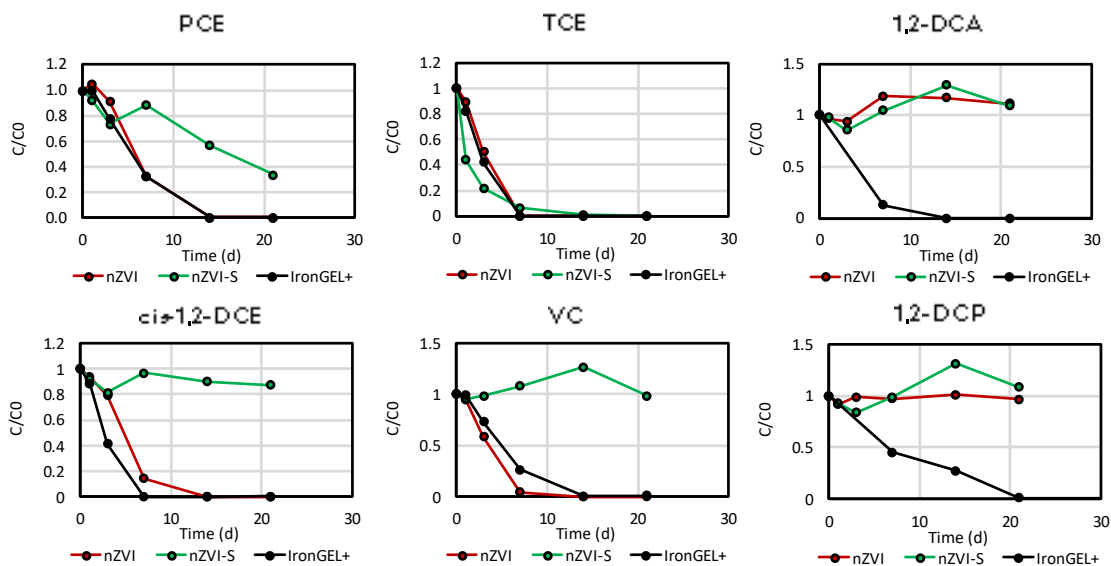 PCE
1.2
1.0
0.8
0.6
0.4
0.2
0.0
C/C0
0 10 20 30
Time (d)
nZVI nZVI-S IronGEL+
TCE
1.2
1
0.8
0.6
0.4
0.2
0
C/C0
0 10 20 30
Time (d)
nZVI nZVI-S IronGEL+
1,2-DCA
1.5
1
0.5
0
C/C0
0 10 20 30
Time (d)
nZVI nZVI-S IronGEL+
cis-1,2-DCE
1.2
1
0.8
0.6
0.4
0.2
0
C/C0
0 10 20 30
Time (d)
nZVI nZVI-S IronGEL+
VC
1.5
1
0.5
0
C/C0
0 10 20 30
Time (d)
nZVI nZVI-S IronGEL+
1,2-DCP
1.5
1
0.5
0
C/C0
0 10 20 30
Time (d)
nZVI nZVI-S IronGEL+